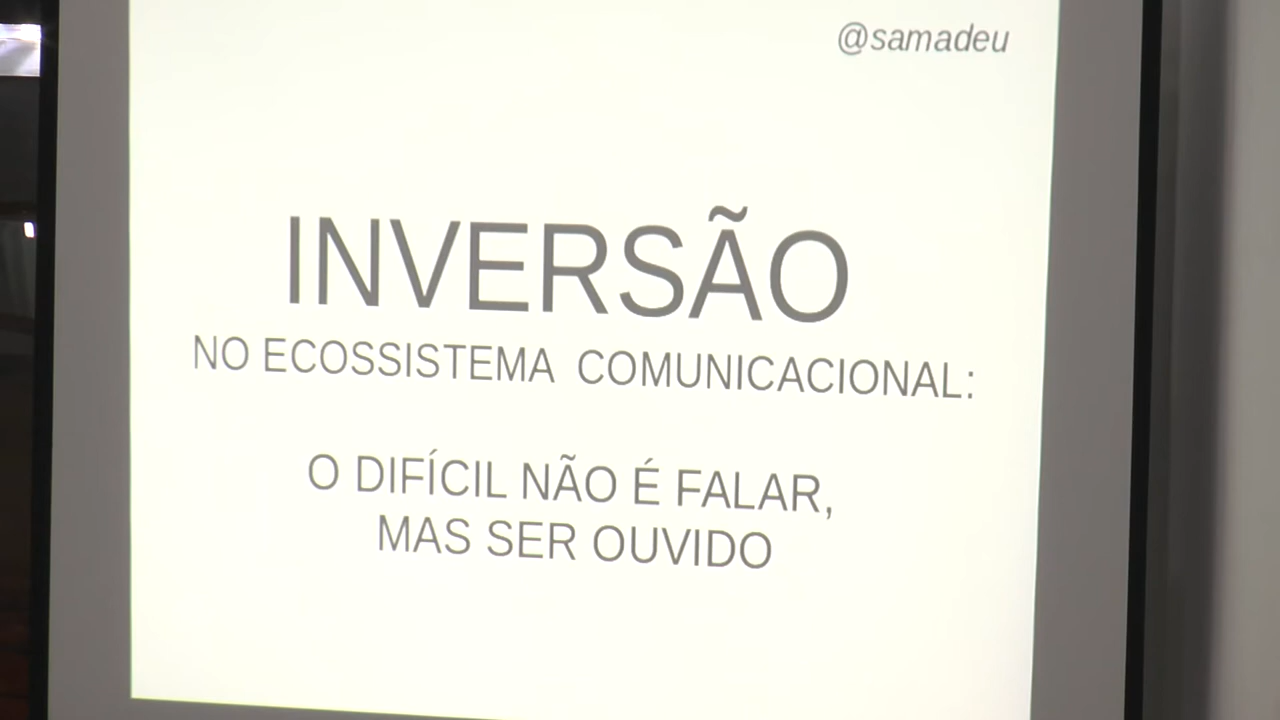 @samadeu
INVERSÃO
NO ECOSSISTEMA COMUNICACIONAL:
O DIFÍCIL NÃO É FALAR,
MAS SER OUVIDO